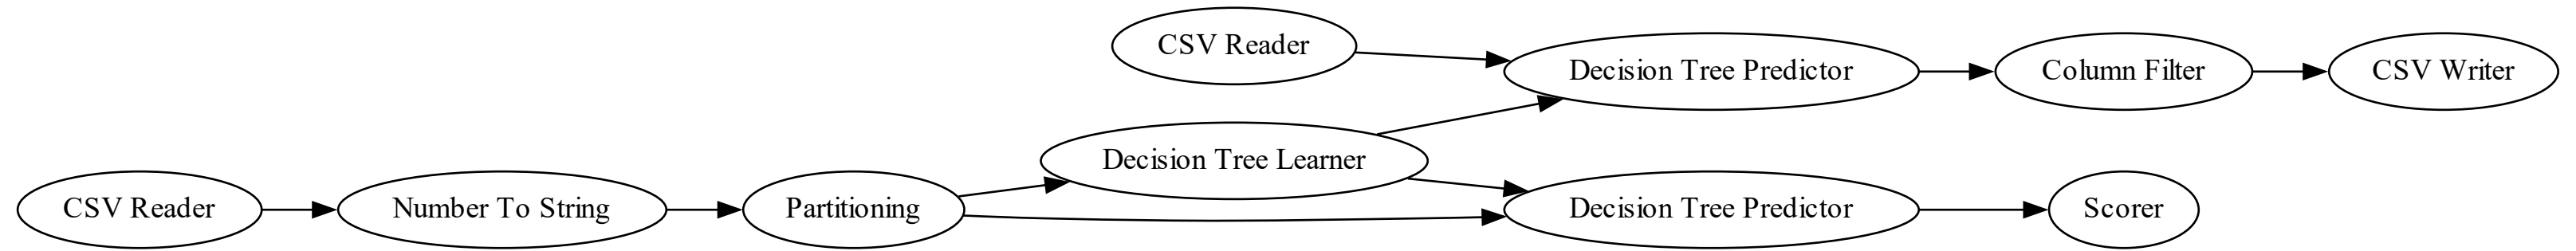 CSV Reader
Decision Tree Predictor
Column Filter
CSV Writer
Decision Tree Learner
CSV Reader
Number To String
Partitioning
Decision Tree Predictor
Scorer